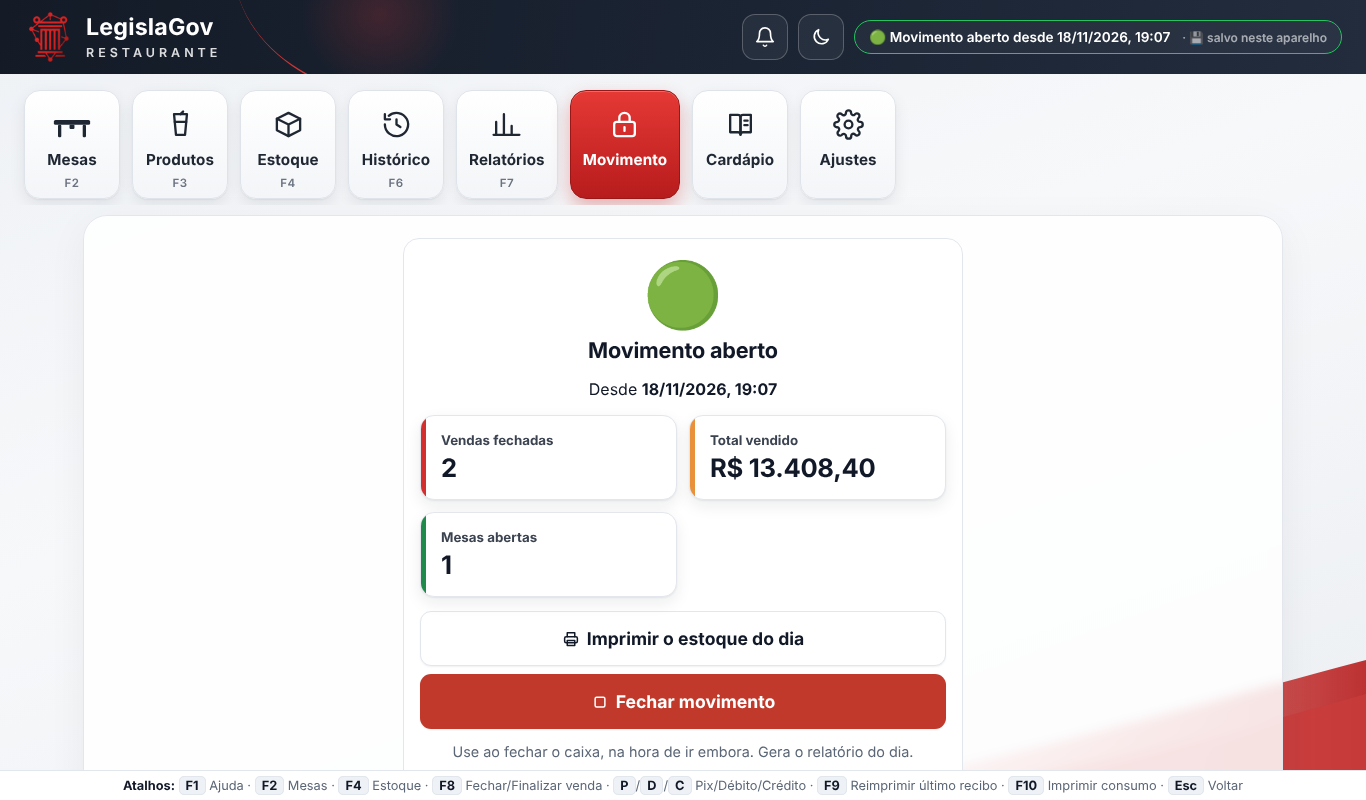 LegislaGov
RESTAURANTE
Movimento aberto desde 18/11/2026, 19:07 · salvo neste aparelho
Mesas
F2
Produtos
F3
Estoque
F4
Histórico
F6
Relatórios
F7
Movimento
Cardápio
Ajustes
Movimento aberto
Desde 18/11/2026, 19:07
Vendas fechadas
2
Total vendido
R$ 13.408,40
Mesas abertas
1
Imprimir o estoque do dia
Fechar movimento
Use ao fechar o caixa, na hora de ir embora. Gera o relatório do dia.
Atalhos: F1 Ajuda · F2 Mesas · F4 Estoque · F8 Fechar/Finalizar venda · P / D / C Pix/Débito/Crédito · F9 Reimprimir último recibo · F10 Imprimir consumo · Esc Voltar